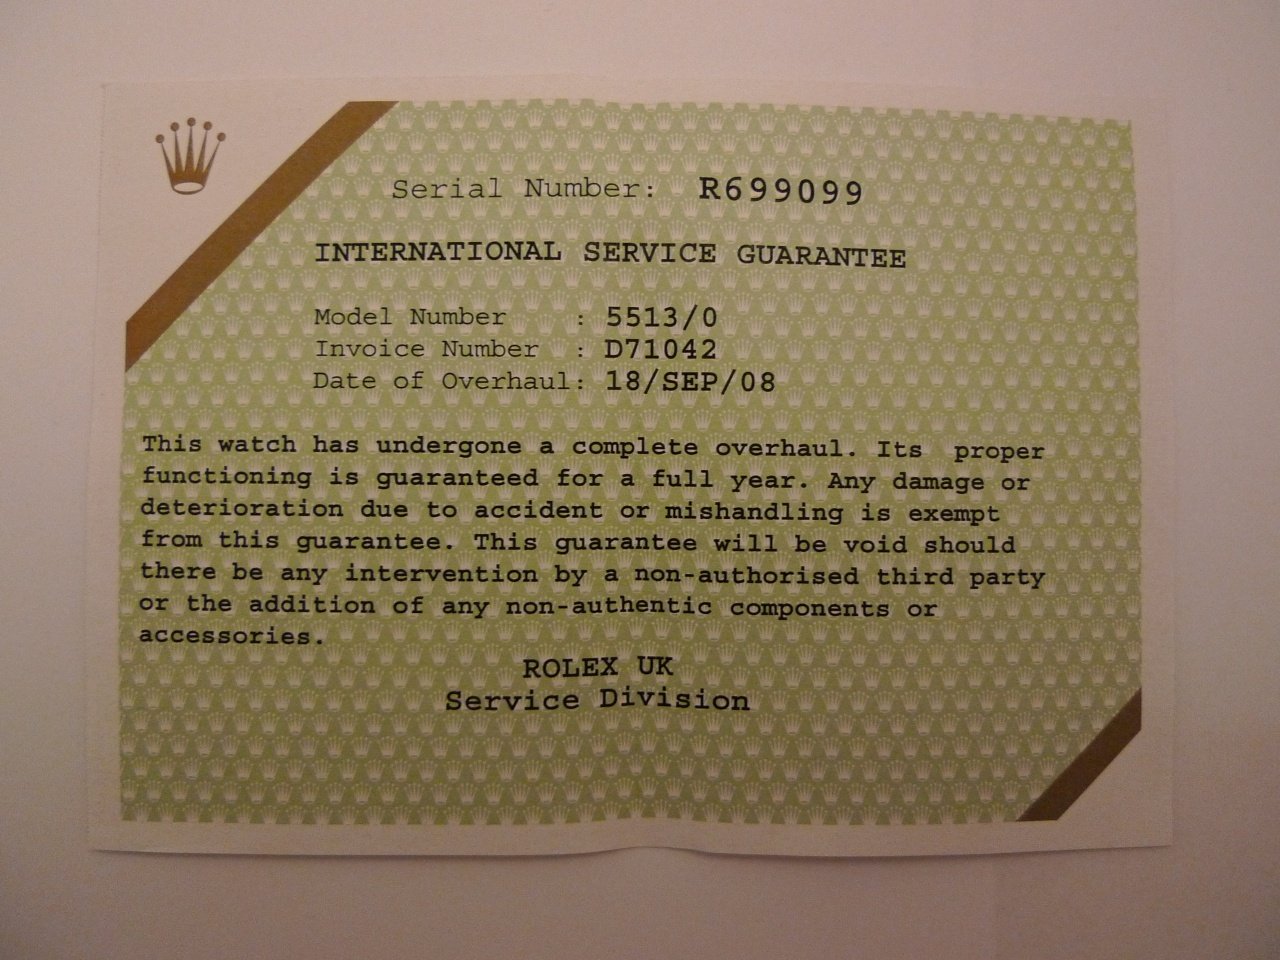 Serial Number: R699099
INTERNATIONAL SERVICE GUARANTEE
Model Number : 5513/0
Invoice Number : D71042
Date of Overhaul: 18/SEP/08
This watch has undergone a complete overhaul. Its proper
functioning is guaranteed for a full year. Any damage or
deterioration due to accident or mishandling is exempt
from this guarantee. This guarantee will be void should
there be any intervention by a non-authorised third party
or the addition of any non-authentic components or
accessories.
ROLEX UK
Service Division